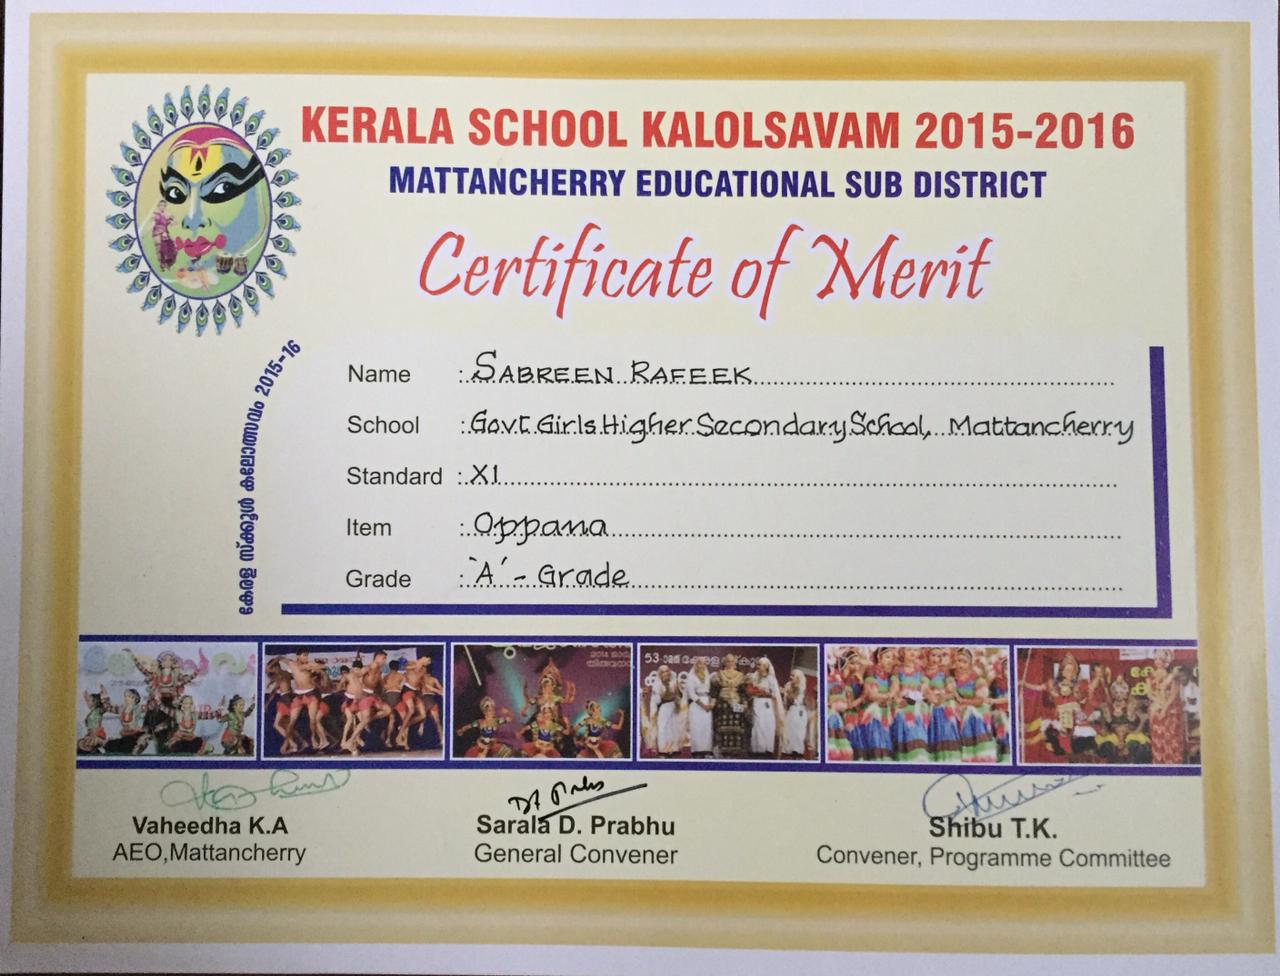 KERALA SCHOOL KALOLSAVAM 2015-2016
MATTANCHERRY EDUCATIONAL SUB DISTRICT
Certificate of Merit
കേരള സ്ക്കൂൾ കലോത്സവം 2015-16
Name : SABREEN RAFEEK
School : Govt. Girls Higher Secondary School, Mattancherry
Standard : XI
Item : Oppana
Grade : 'A' - Grade
53-ാമത് കേരള സ്കൂൾ
Vaheedha K.A
AEO,Mattancherry
Sarala D. Prabhu
General Convener
Shibu T.K.
Convener, Programme Committee